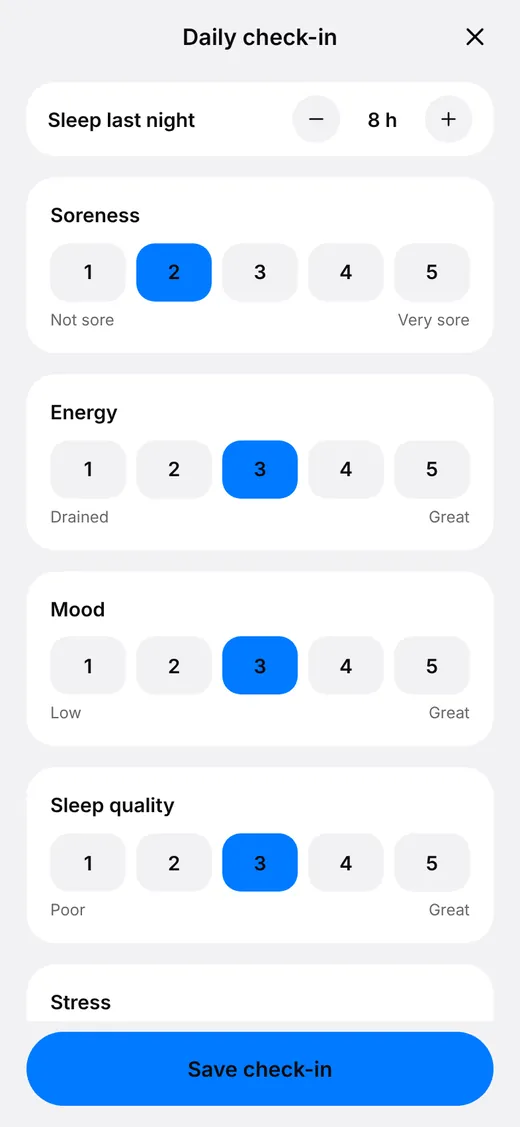 Daily check-in
Sleep last night − 8 h +
Soreness
1 2 3 4 5
Not sore Very sore
Energy
1 2 3 4 5
Drained Great
Mood
1 2 3 4 5
Low Great
Sleep quality
1 2 3 4 5
Poor Great
Stress
Save check-in